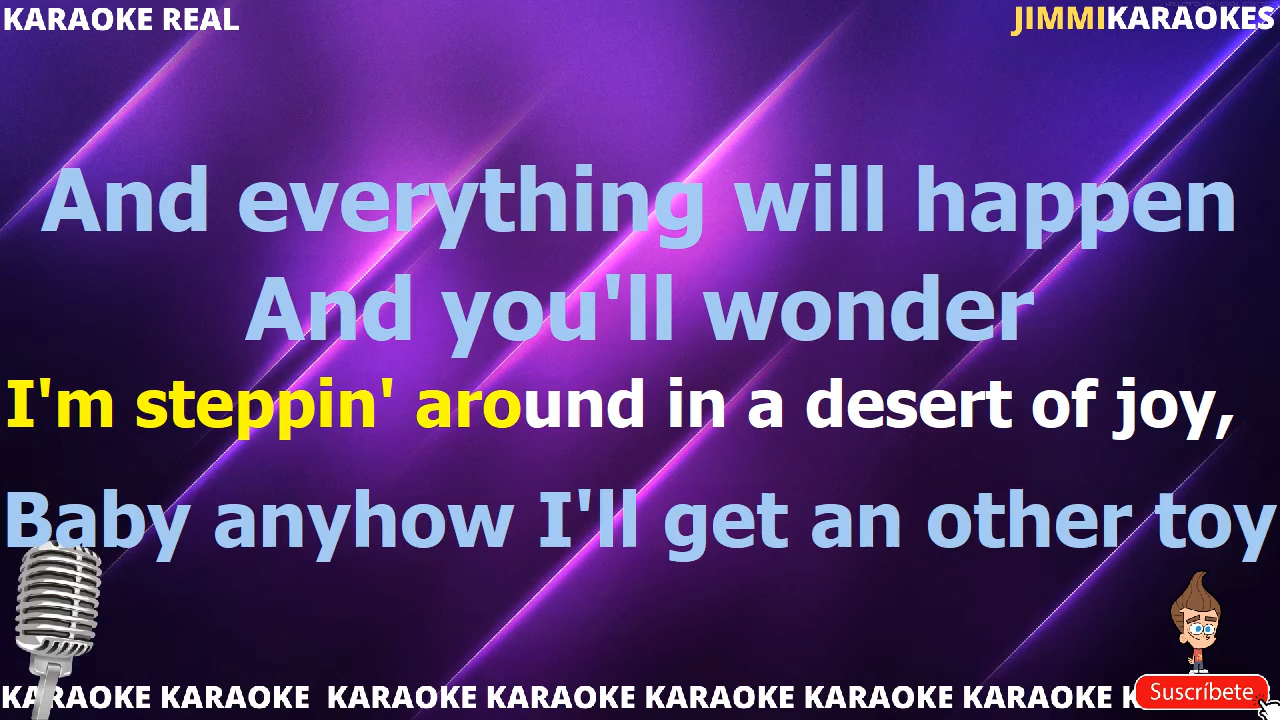 KARAOKE REAL
JIMMIKARAOKES
And everything will happen
And you'll wonder
I'm steppin' around in a desert of joy,
Baby anyhow I'll get an other toy
KARAOKE KARAOKE KARAOKE KARAOKE KARAOKE KARAOKE KARAOKE K
Suscríbete